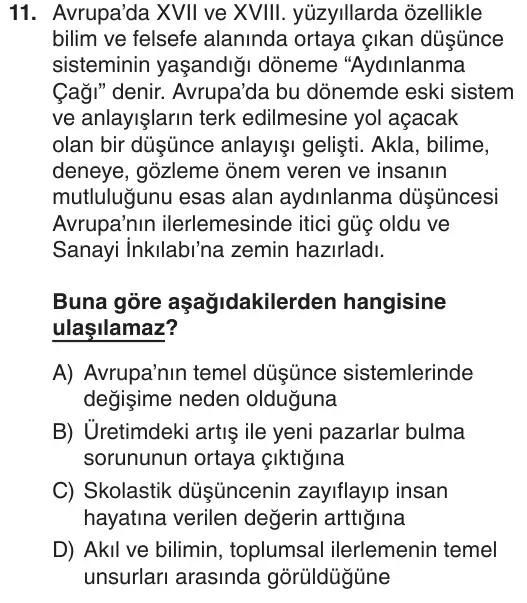 11. Avrupa’da XVII ve XVIII. yüzyıllarda özellikle
bilim ve felsefe alanında ortaya çıkan düşünce
sisteminin yaşandığı döneme “Aydınlanma
Çağı” denir. Avrupa’da bu dönemde eski sistem
ve anlayışların terk edilmesine yol açacak
olan bir düşünce anlayışı gelişti. Akla, bilime,
deneye, gözleme önem veren ve insanın
mutluluğunu esas alan aydınlanma düşüncesi
Avrupa’nın ilerlemesinde itici güç oldu ve
Sanayi İnkılabı’na zemin hazırladı.
Buna göre aşağıdakilerden hangisine
ulaşılamaz?
A) Avrupa’nın temel düşünce sistemlerinde
değişime neden olduğuna
B) Üretimdeki artış ile yeni pazarlar bulma
sorununun ortaya çıktığına
C) Skolastik düşüncenin zayıflayıp insan
hayatına verilen değerin arttığına
D) Akıl ve bilimin, toplumsal ilerlemenin temel
unsurları arasında görüldüğüne